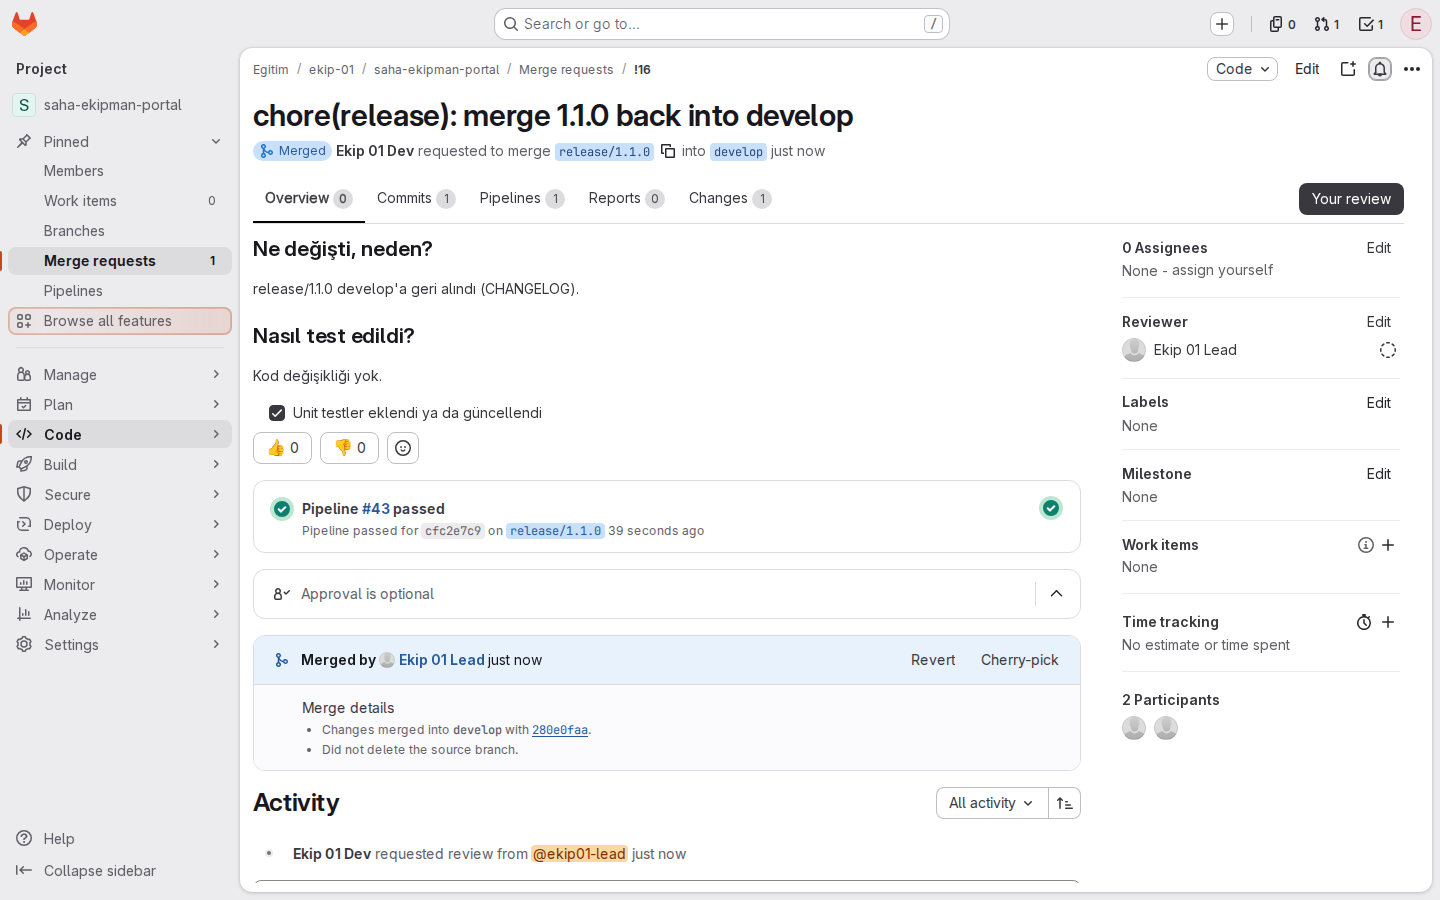 Search or go to...
/
0
1
1
E
Project
S
saha-ekipman-portal
Pinned
Members
Work items 0
Branches
Merge requests 1
Pipelines
Browse all features
Manage
Plan
Code
Build
Secure
Deploy
Operate
Monitor
Analyze
Settings
Help
Collapse sidebar
Egitim / ekip-01 / saha-ekipman-portal / Merge requests / !16
Code
Edit
chore(release): merge 1.1.0 back into develop
Merged Ekip 01 Dev requested to merge release/1.1.0 into develop just now
Overview 0
Commits 1
Pipelines 1
Reports 0
Changes 1
Your review
Ne değişti, neden?
release/1.1.0 develop'a geri alındı (CHANGELOG).
Nasıl test edildi?
Kod değişikliği yok.
Unit testler eklendi ya da güncellendi
👍 0
👎 0
Pipeline #43 passed
Pipeline passed for cfc2e7c9 on release/1.1.0 39 seconds ago
Approval is optional
Merged by Ekip 01 Lead just now
Revert
Cherry-pick
Merge details
Changes merged into develop with 280e0faa.
Did not delete the source branch.
Activity
All activity
Ekip 01 Dev requested review from @ekip01-lead just now
0 Assignees
Edit
None - assign yourself
Reviewer
Edit
Ekip 01 Lead
Labels
Edit
None
Milestone
Edit
None
Work items
None
Time tracking
No estimate or time spent
2 Participants